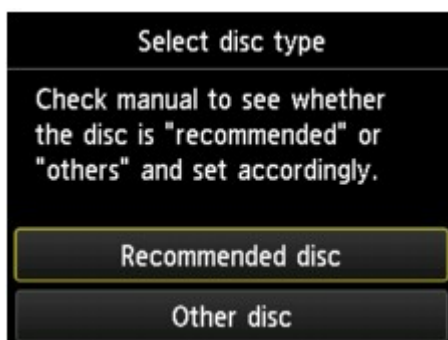 Select disc type
Check manual to see whether
the disc is "recommended" or
"others" and set accordingly.
Recommended disc
Other disc